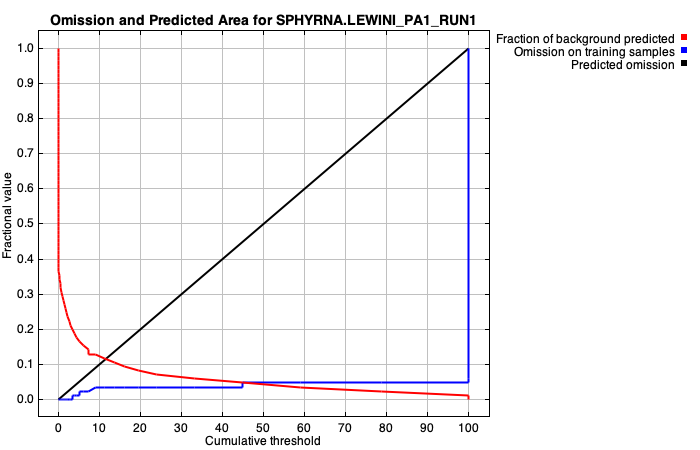 Omission and Predicted Area for SPHYRNA.LEWINI_PA1_RUN1
Fraction of background predicted
Omission on training samples
Predicted omission
1.0
0.9
0.8
0.7
0.6
0.5
0.4
0.3
0.2
0.1
0.0
Fractional value
0 10 20 30 40 50 60 70 80 90 100
Cumulative threshold